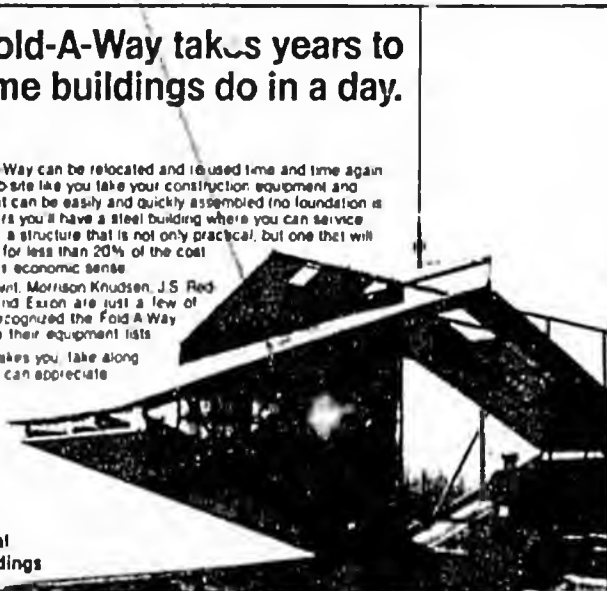 old-A-Way takes years to
me buildings do in a day.
Way can be relocated and reused time and time again
site like you take your construction equipment and
it can be easily and quickly assembled (no foundation is
rs you'll have a steel building where you can service
a structure that is not only practical, but one that will
for less than 20% of the cost
s economic sense
Morrison Knudsen, J.S. Red-
nd Exxon are just a few of
ecognized the Fold A Way
their equipment lists
akes you, take along
can appreciate
al
dings